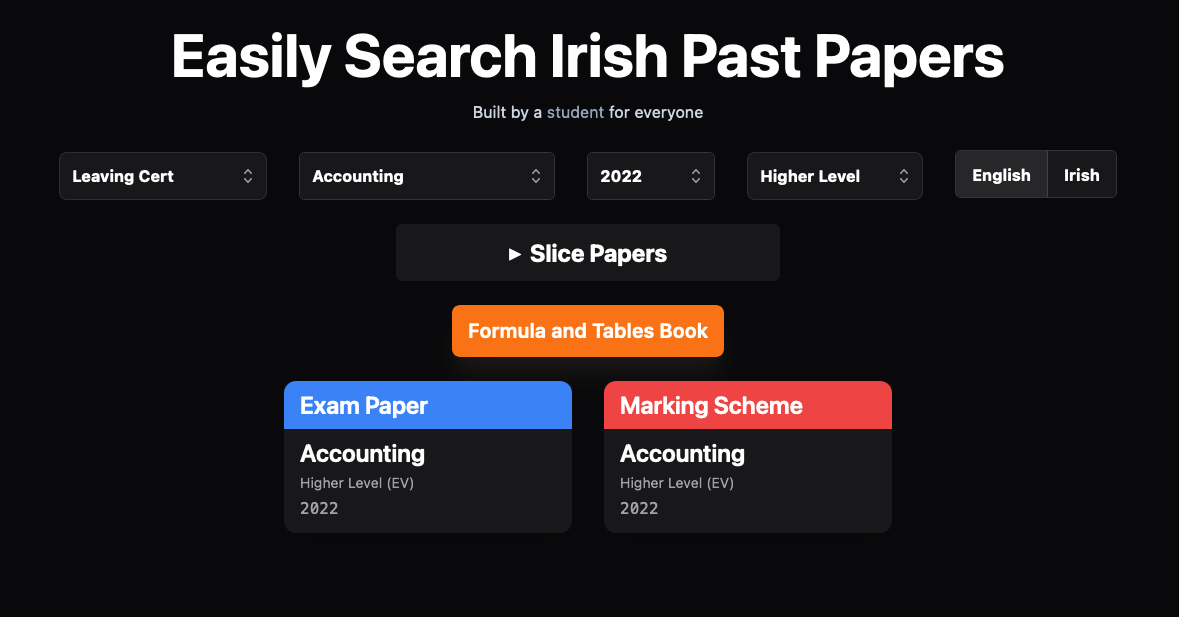 Easily Search Irish Past Papers
Built by a student for everyone
Leaving Cert
Accounting
2022
Higher Level
English
Irish
Slice Papers
Formula and Tables Book
Exam Paper
Accounting
Higher Level (EV)
2022
Marking Scheme
Accounting
Higher Level (EV)
2022